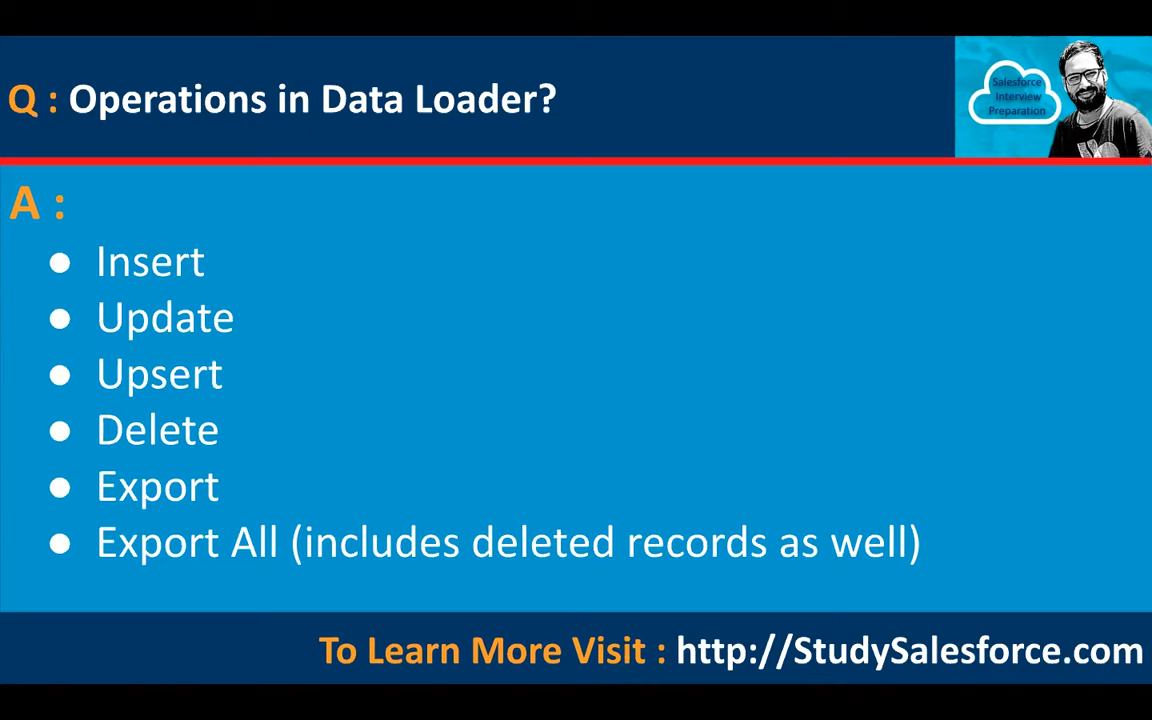 Q : Operations in Data Loader?
Salesforce
Interview
Preparation
A :
● Insert
● Update
● Upsert
● Delete
● Export
● Export All (includes deleted records as well)
To Learn More Visit : http://StudySalesforce.com